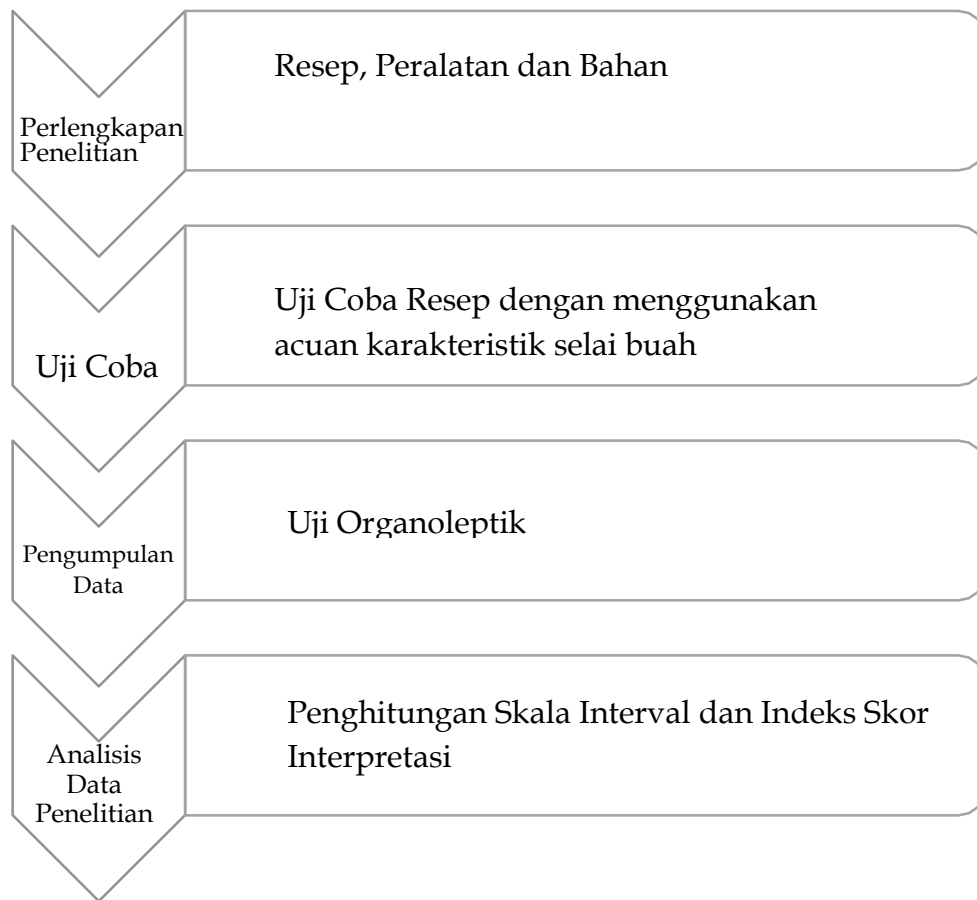 Resep, Peralatan dan Bahan
Perlengkapan
Penelitian
Uji Coba Resep dengan menggunakan
acuan karakteristik selai buah
Uji Coba
Uji Organoleptik
Pengumpulan
Data
Penghitungan Skala Interval dan Indeks Skor
Interpretasi
Analisis
Data
Penelitian